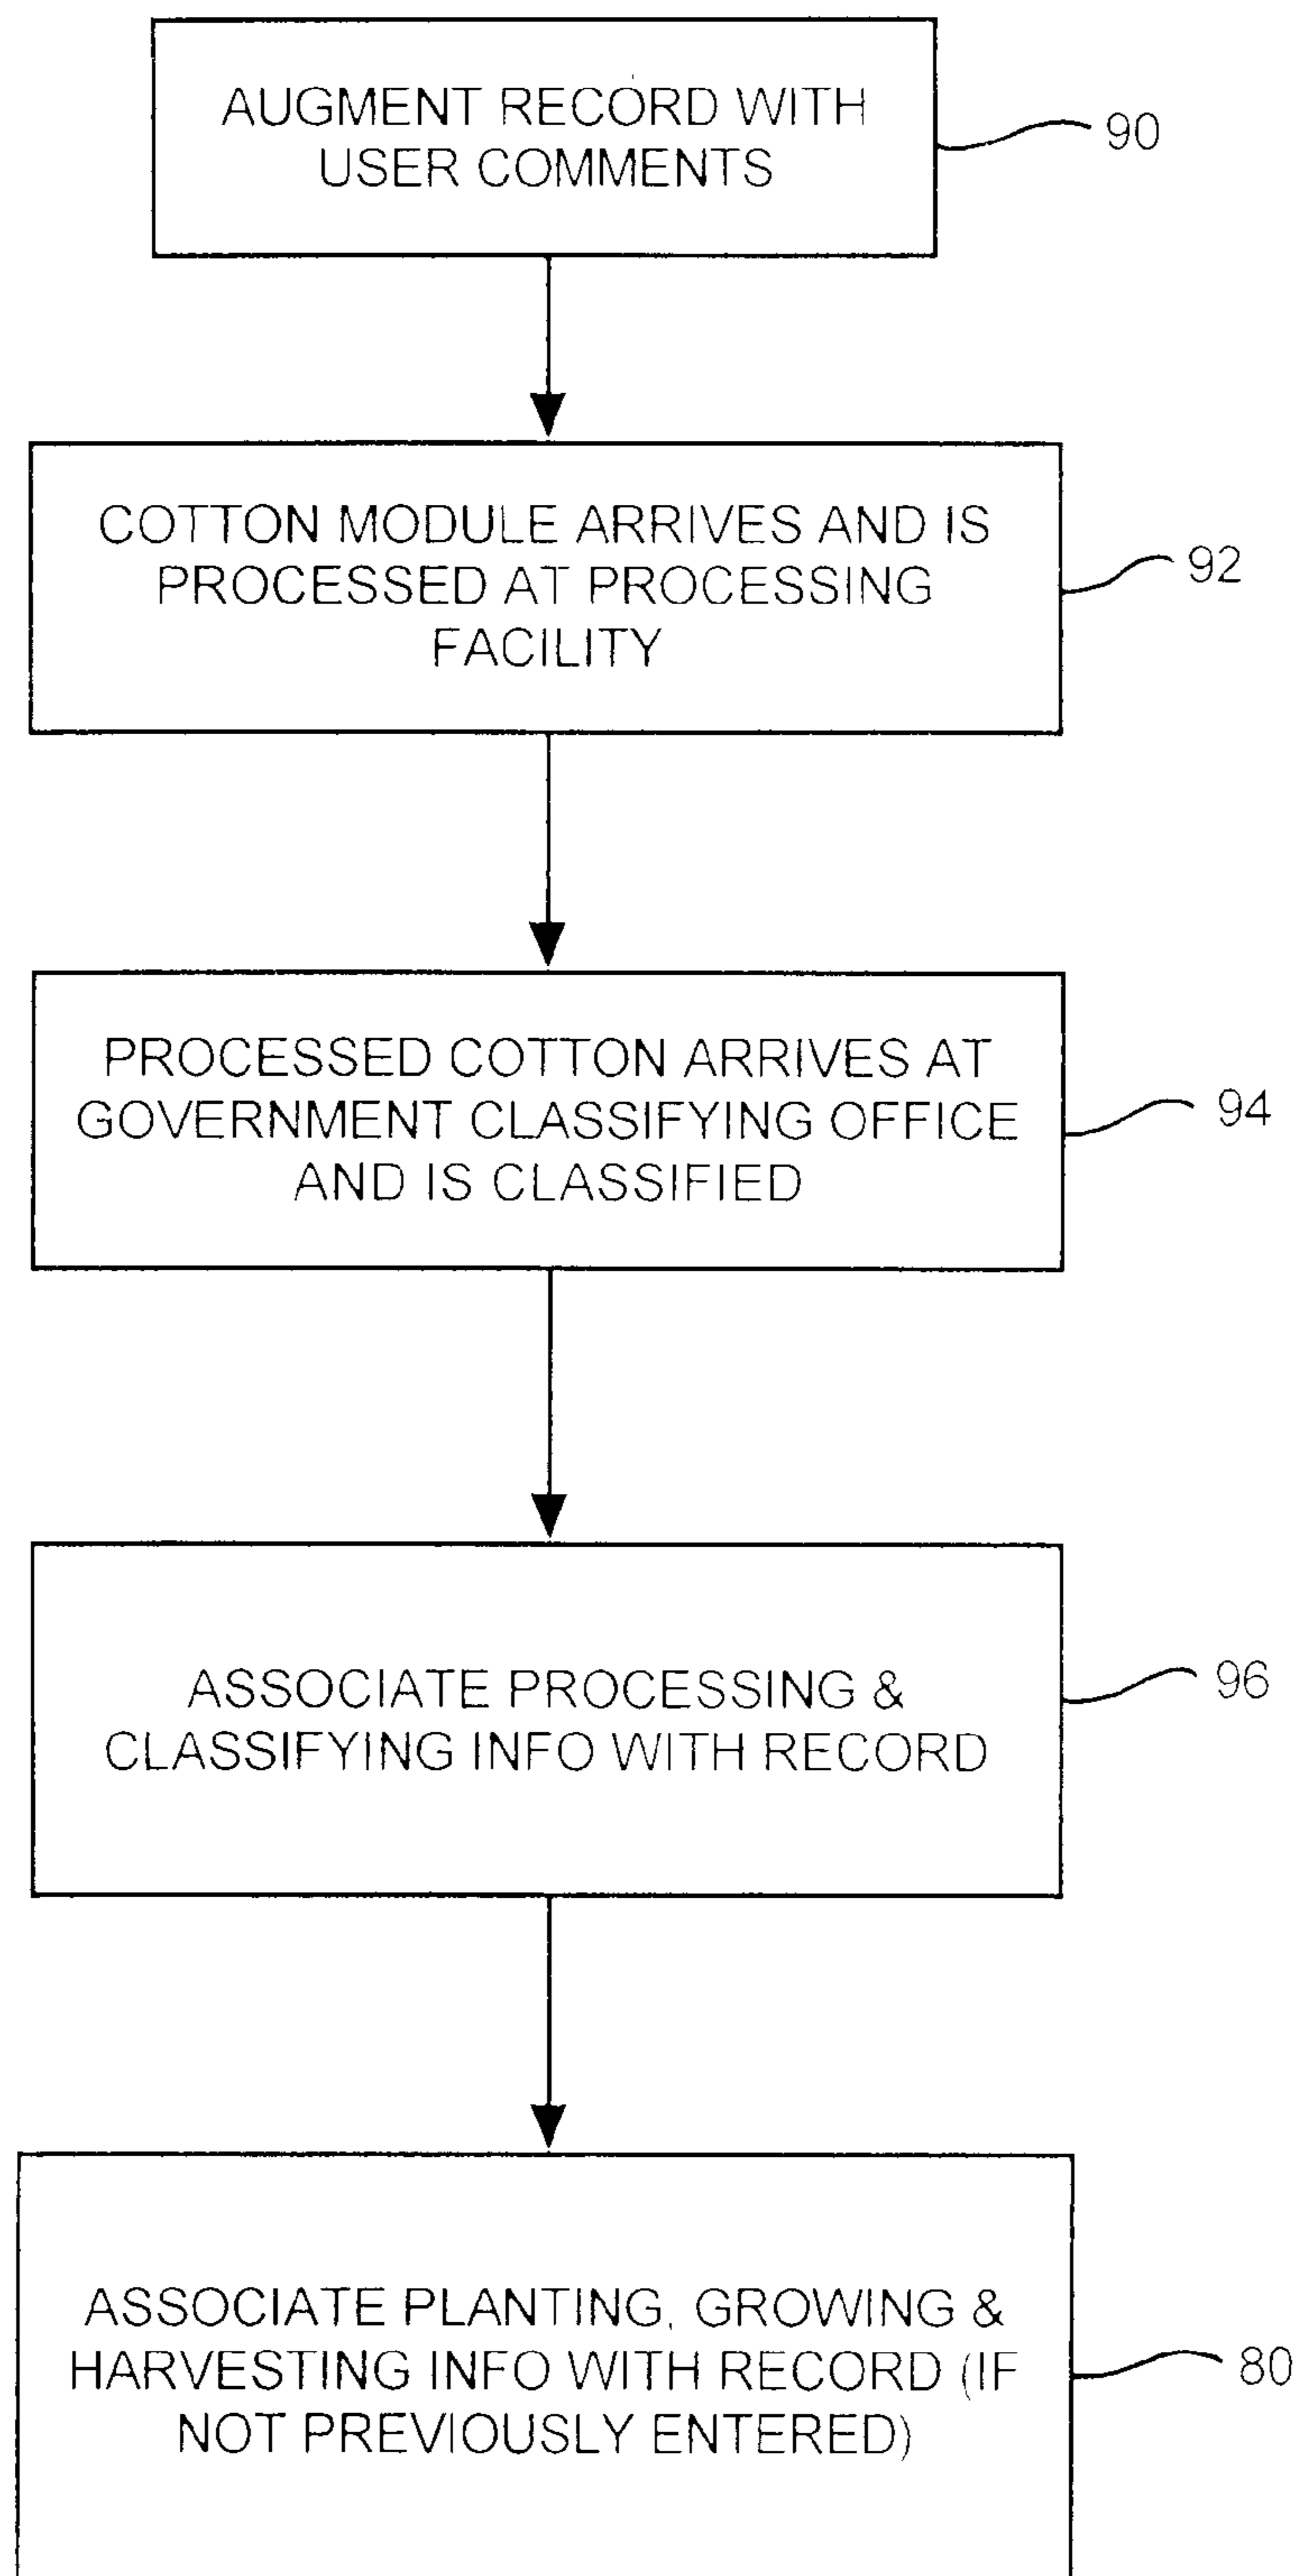 AUGMENT RECORD WITH
USER COMMENTS
90
COTTON MODULE ARRIVES AND IS
PROCESSED AT PROCESSING
FACILITY
92
PROCESSED COTTON ARRIVES AT
GOVERNMENT CLASSIFYING OFFICE
AND IS CLASSIFIED
94
ASSOCIATE PROCESSING &
CLASSIFYING INFO WITH RECORD
96
ASSOCIATE PLANTING, GROWING &
HARVESTING INFO WITH RECORD (IF
NOT PREVIOUSLY ENTERED)
80